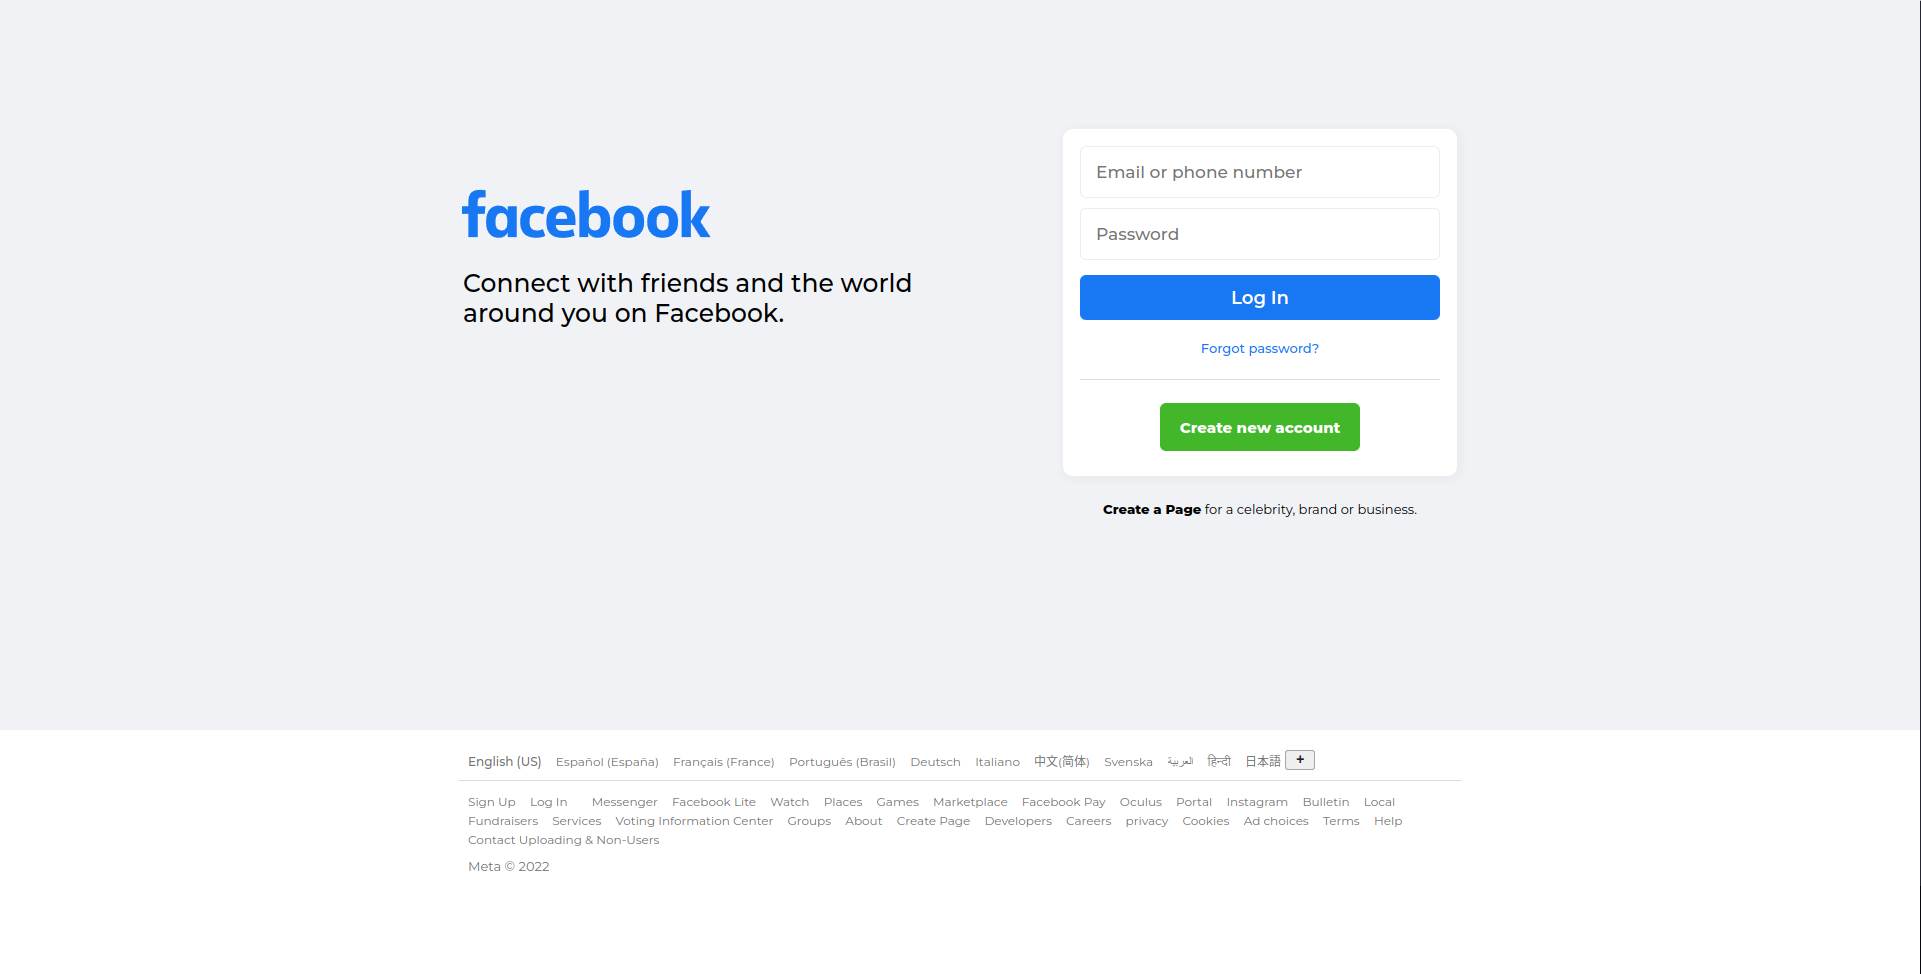 facebook
Connect with friends and the world
around you on Facebook.
Email or phone number
Password
Log In
Forgot password?
Create new account
Create a Page for a celebrity, brand or business.
English (US) Español (España) Français (France) Português (Brasil) Deutsch Italiano 中文(简体) Svenska العربية हिन्दी 日本語 +
Sign Up Log In Messenger Facebook Lite Watch Places Games Marketplace Facebook Pay Oculus Portal Instagram Bulletin Local
Fundraisers Services Voting Information Center Groups About Create Page Developers Careers privacy Cookies Ad choices Terms Help
Contact Uploading & Non-Users
Meta © 2022